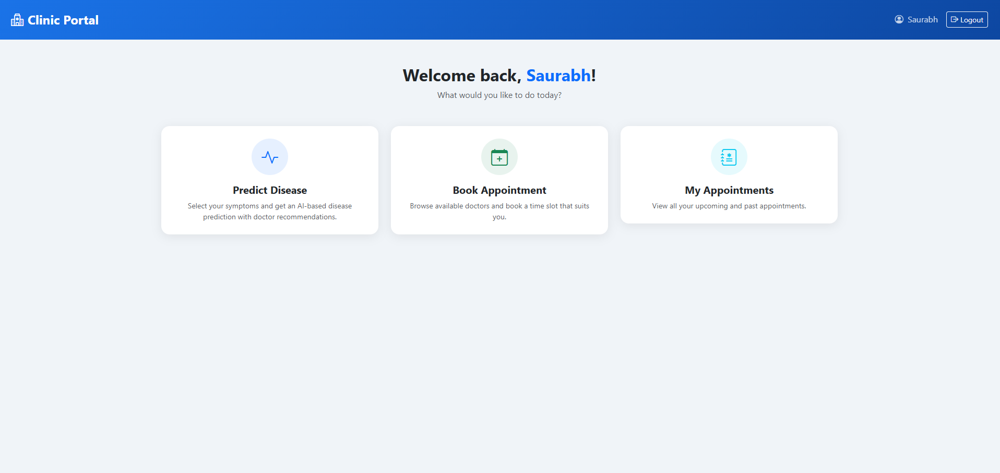 Clinic Portal
Saurabh
Logout
Welcome back, Saurabh!
What would you like to do today?
Predict Disease
Select your symptoms and get an AI-based disease
prediction with doctor recommendations.
Book Appointment
Browse available doctors and book a time slot that suits
you.
My Appointments
View all your upcoming and past appointments.